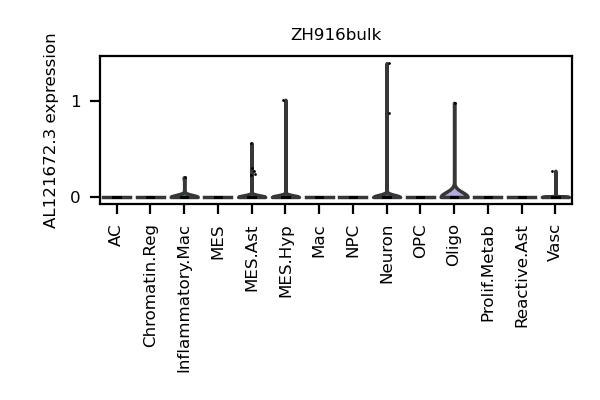 ZH916bulk
AL121672.3 expression
1
0
AC
Chromatin.Reg
Inflammatory.Mac
MES
MES.Ast
MES.Hyp
Mac
NPC
Neuron
OPC
Oligo
Prolif.Metab
Reactive.Ast
Vasc